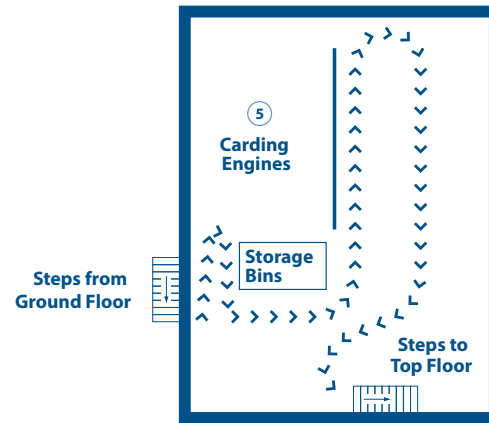 5
Carding
Engines
Storage
Bins
Steps from
Ground Floor
Steps to
Top Floor